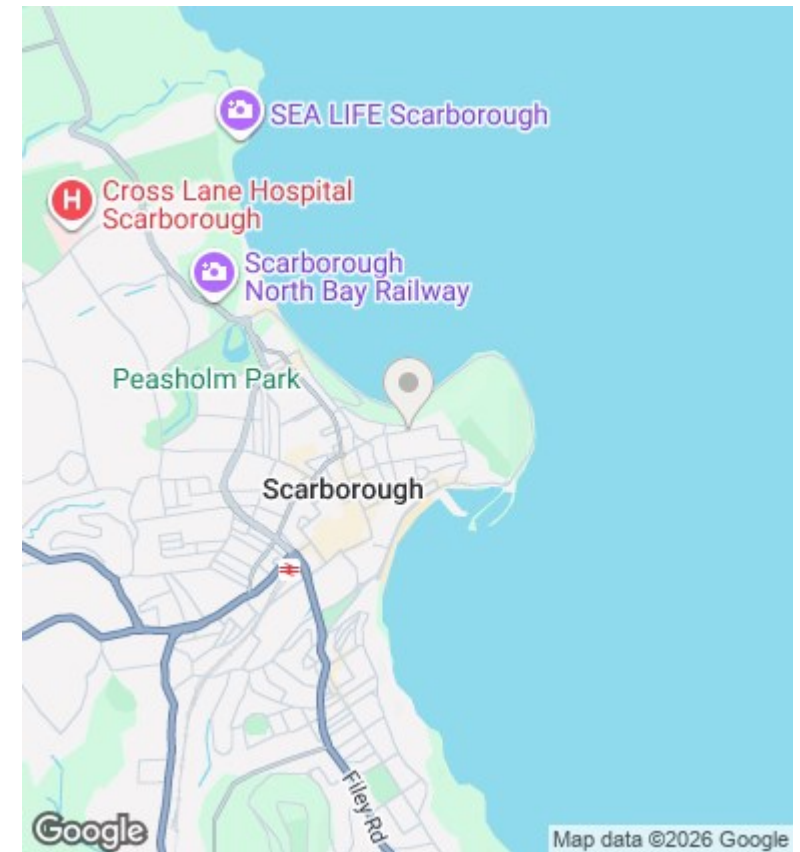 SEA LIFE Scarborough
H
Cross Lane Hospital
Scarborough
Scarborough
North Bay Railway
Peasholm Park
Scarborough
Filey Rd
Google
Map data ©2026 Google